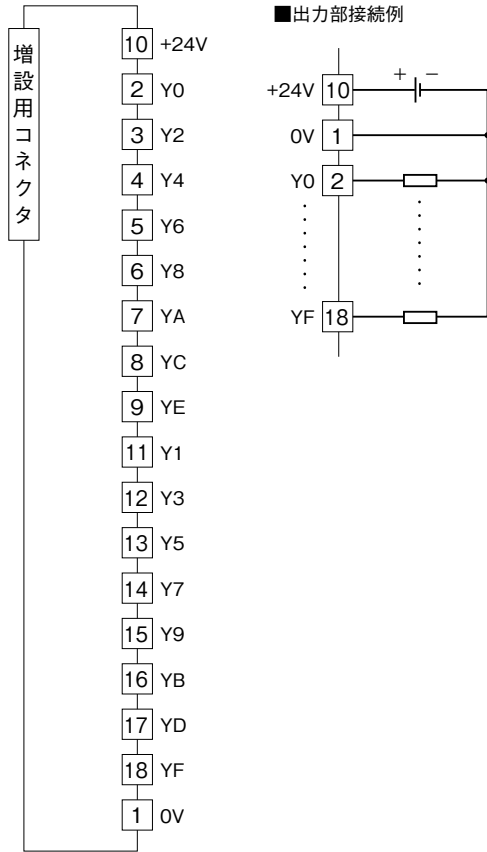 増設用コネクタ
10 +24V
2 Y0
3 Y2
4 Y4
5 Y6
6 Y8
7 YA
8 YC
9 YE
11 Y1
12 Y3
13 Y5
14 Y7
15 Y9
16 YB
17 YD
18 YF
1 0V
■出力部接続例
+ −
+24V 10
0V 1
Y0 2
YF 18